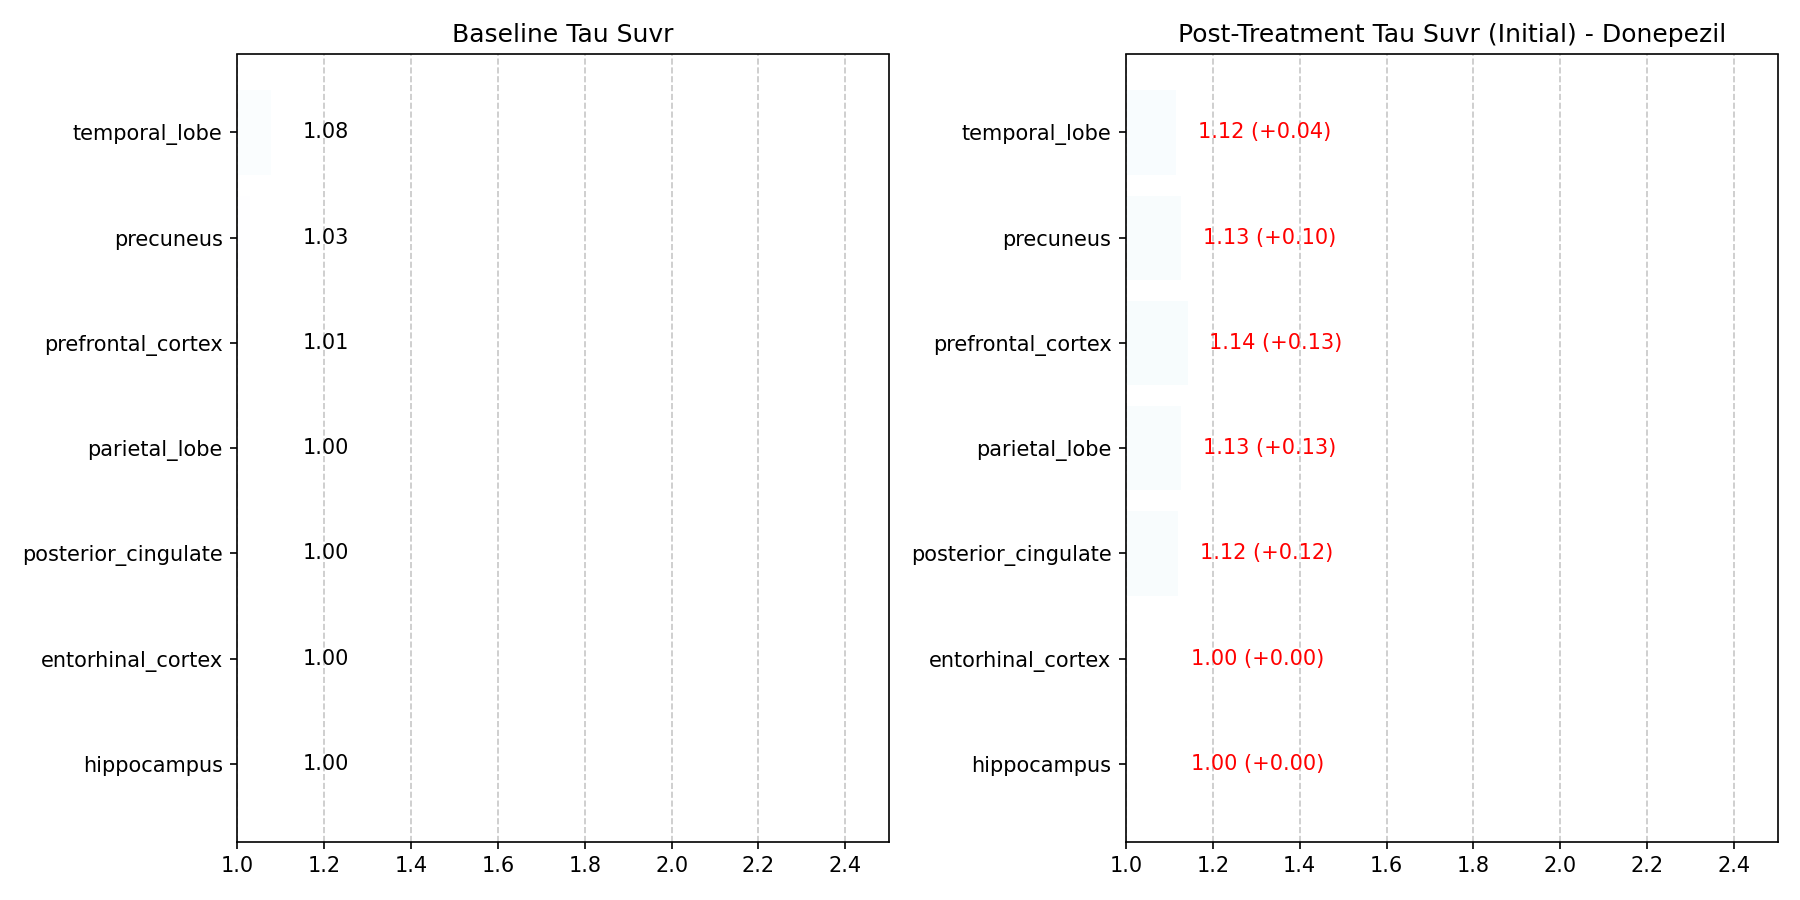 Baseline Tau Suvr
temporal_lobe 1.08
precuneus 1.03
prefrontal_cortex 1.01
parietal_lobe 1.00
posterior_cingulate 1.00
entorhinal_cortex 1.00
hippocampus 1.00
1.0 1.2 1.4 1.6 1.8 2.0 2.2 2.4
Post-Treatment Tau Suvr (Initial) - Donepezil
temporal_lobe 1.12 (+0.04)
precuneus 1.13 (+0.10)
prefrontal_cortex 1.14 (+0.13)
parietal_lobe 1.13 (+0.13)
posterior_cingulate 1.12 (+0.12)
entorhinal_cortex 1.00 (+0.00)
hippocampus 1.00 (+0.00)
1.0 1.2 1.4 1.6 1.8 2.0 2.2 2.4